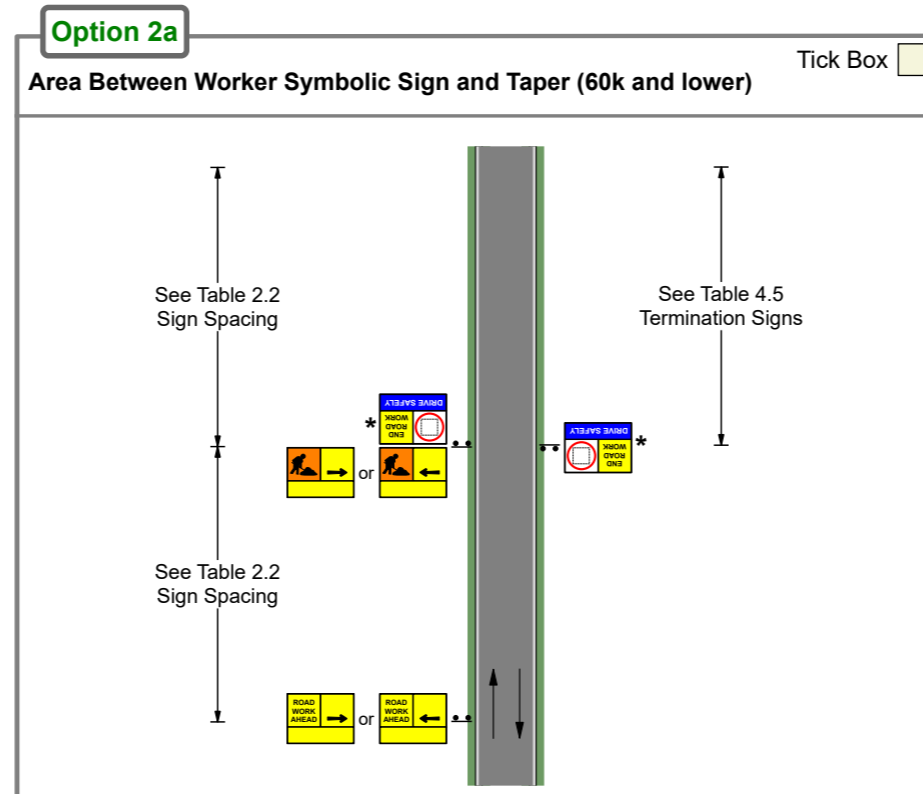 Option 2a
Tick Box
Area Between Worker Symbolic Sign and Taper (60k and lower)
See Table 2.2
Sign Spacing
See Table 4.5
Termination Signs
DRIVE SAFELY
END
ROAD
WORK
*
DRIVE SAFELY
END
ROAD
WORK
*
or
See Table 2.2
Sign Spacing
ROAD
WORK
AHEAD
or
ROAD
WORK
AHEAD